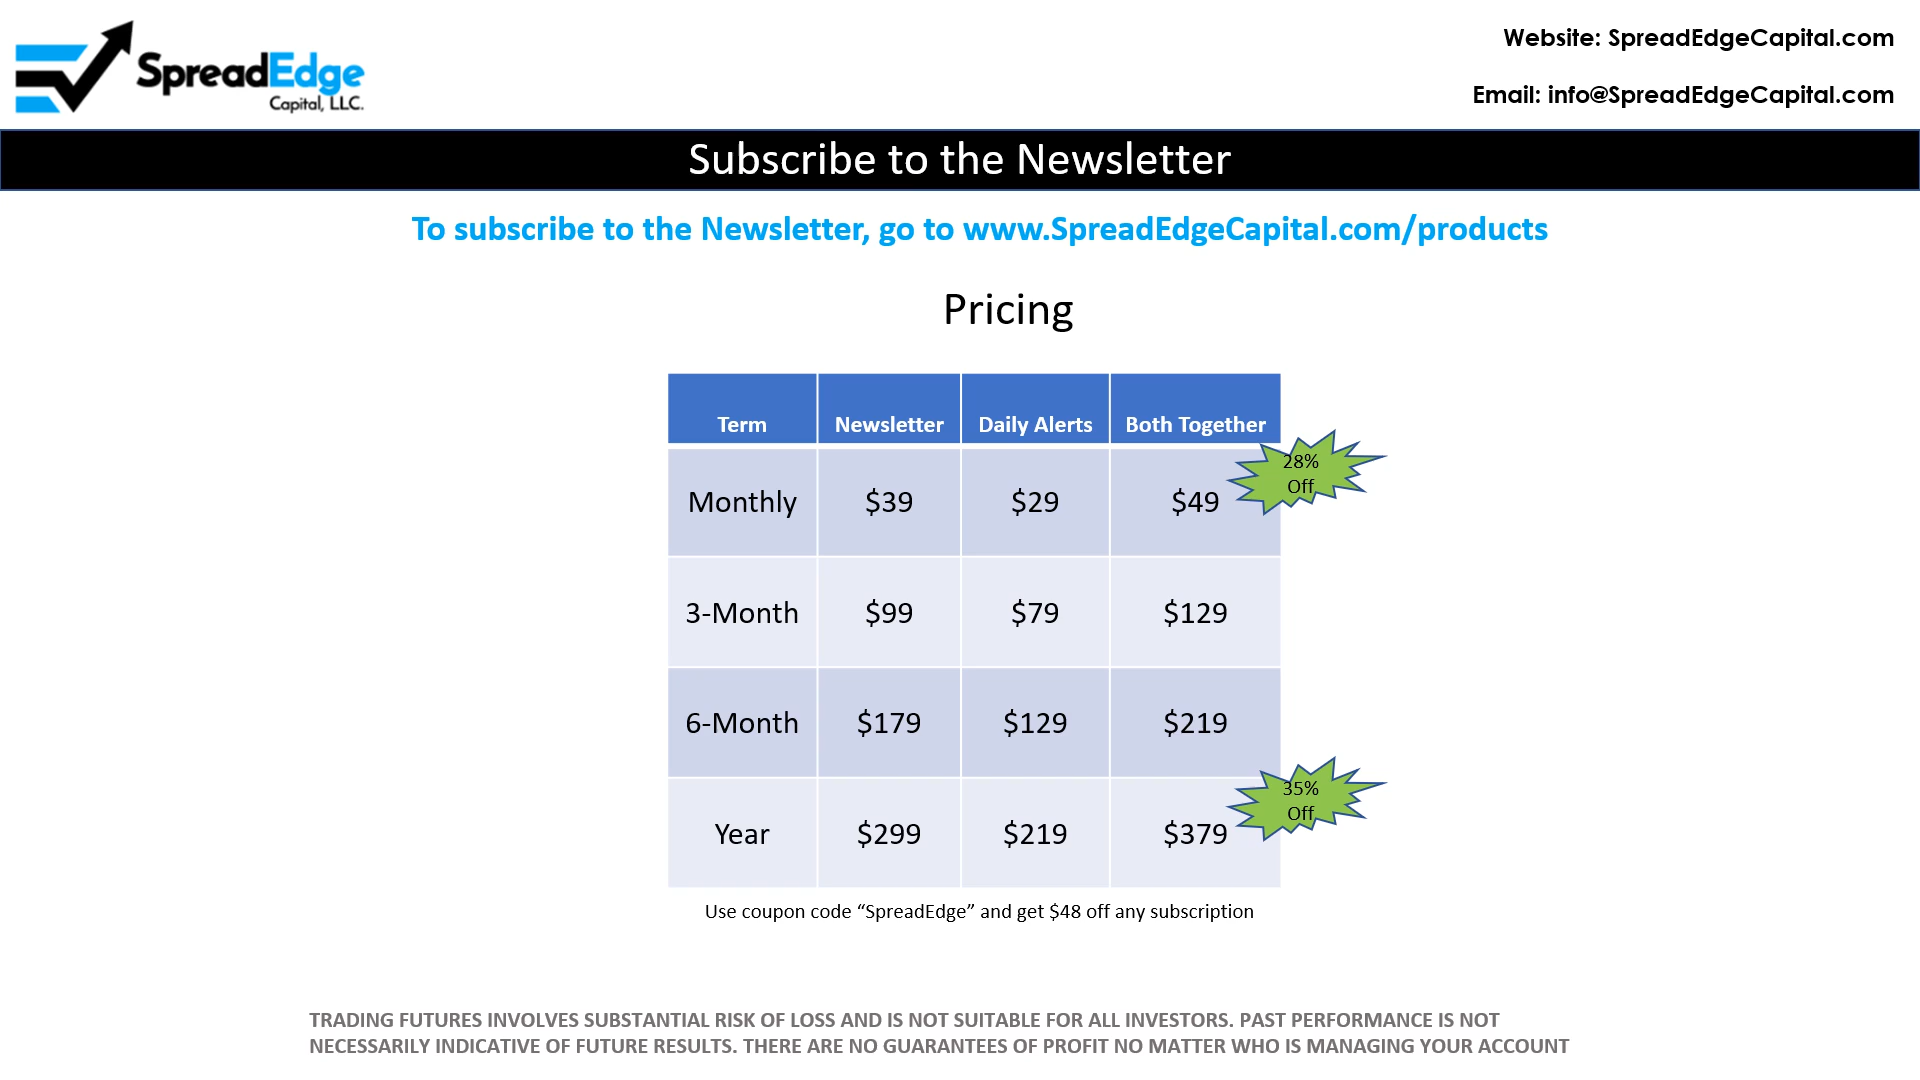 SpreadEdge
Capital, LLC.
Website: SpreadEdgeCapital.com
Email: info@SpreadEdgeCapital.com
Subscribe to the Newsletter
To subscribe to the Newsletter, go to www.SpreadEdgeCapital.com/products
Pricing
Term Newsletter Daily Alerts Both Together
28%
Off
Monthly $39 $29 $49
3-Month $99 $79 $129
6-Month $179 $129 $219
35%
Off
Year $299 $219 $379
Use coupon code “SpreadEdge” and get $48 off any subscription
TRADING FUTURES INVOLVES SUBSTANTIAL RISK OF LOSS AND IS NOT SUITABLE FOR ALL INVESTORS. PAST PERFORMANCE IS NOT
NECESSARILY INDICATIVE OF FUTURE RESULTS. THERE ARE NO GUARANTEES OF PROFIT NO MATTER WHO IS MANAGING YOUR ACCOUNT